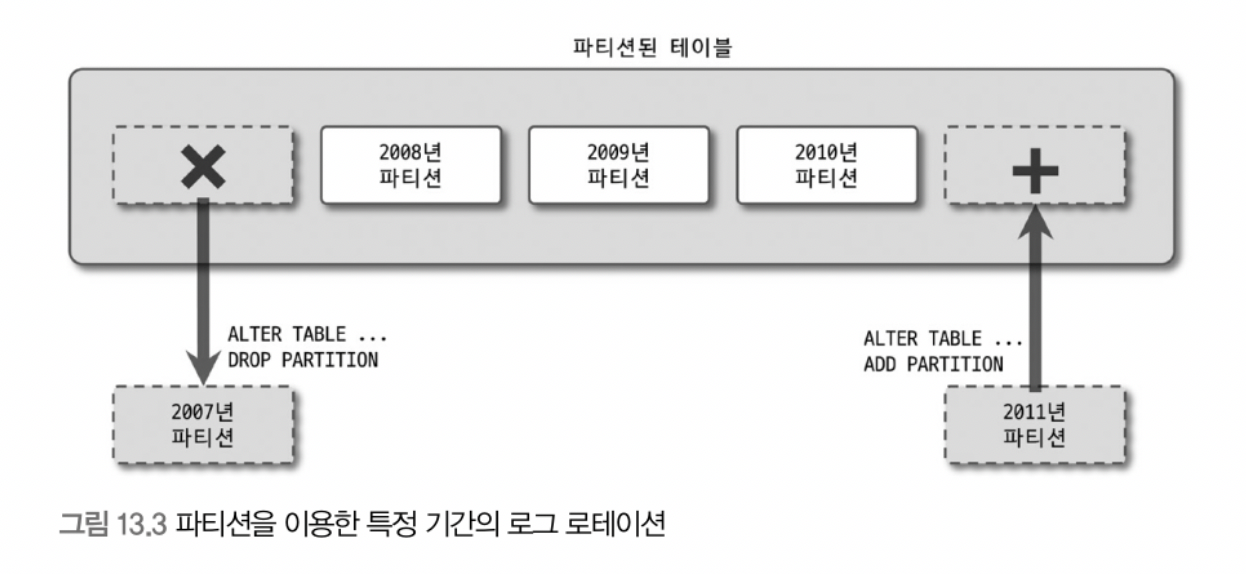 파티션된 테이블
2008년
파티션
2009년
파티션
2010년
파티션
ALTER TABLE ...
DROP PARTITION
ALTER TABLE ...
ADD PARTITION
2007년
파티션
2011년
파티션
그림 13.3 파티션을 이용한 특정 기간의 로그 로테이션